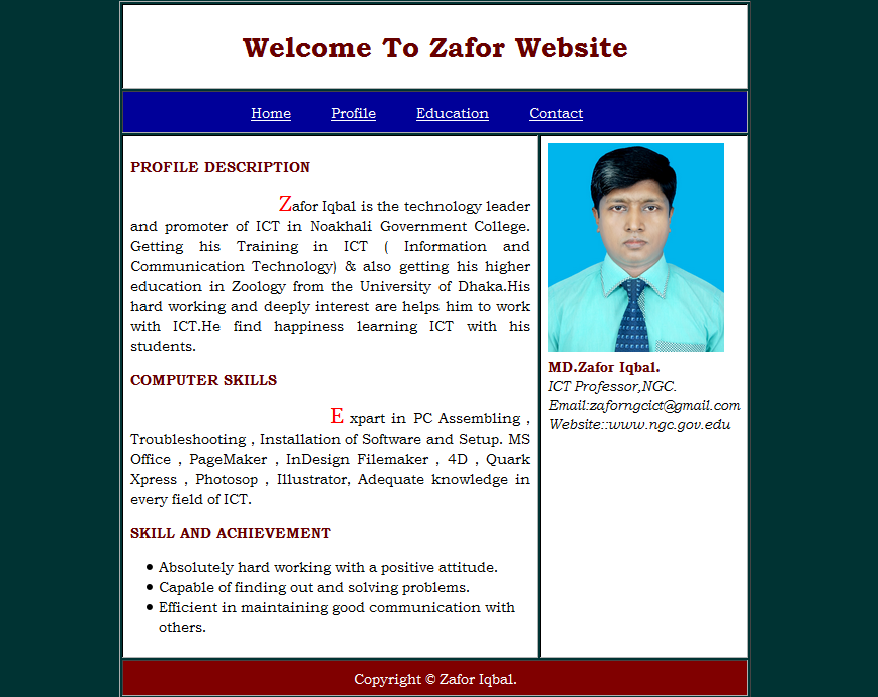 Welcome To Zafor Website
Home Profile Education Contact
PROFILE DESCRIPTION
Zafor Iqbal is the technology leader
and promoter of ICT in Noakhali Government College.
Getting his Training in ICT ( Information and
Communication Technology) & also getting his higher
education in Zoology from the University of Dhaka.His
hard working and deeply interest are helps him to work
with ICT.He find happiness learning ICT with his
students.
COMPUTER SKILLS
E xpart in PC Assembling ,
Troubleshooting , Installation of Software and Setup. MS
Office , PageMaker , InDesign Filemaker , 4D , Quark
Xpress , Photosop , Illustrator, Adequate knowledge in
every field of ICT.
SKILL AND ACHIEVEMENT
• Absolutely hard working with a positive attitude.
• Capable of finding out and solving problems.
• Efficient in maintaining good communication with
others.
MD.Zafor Iqbal.
ICT Professor,NGC.
Email:zaforngcict@gmail.com
Website::www.ngc.gov.edu
Copyright © Zafor Iqbal.